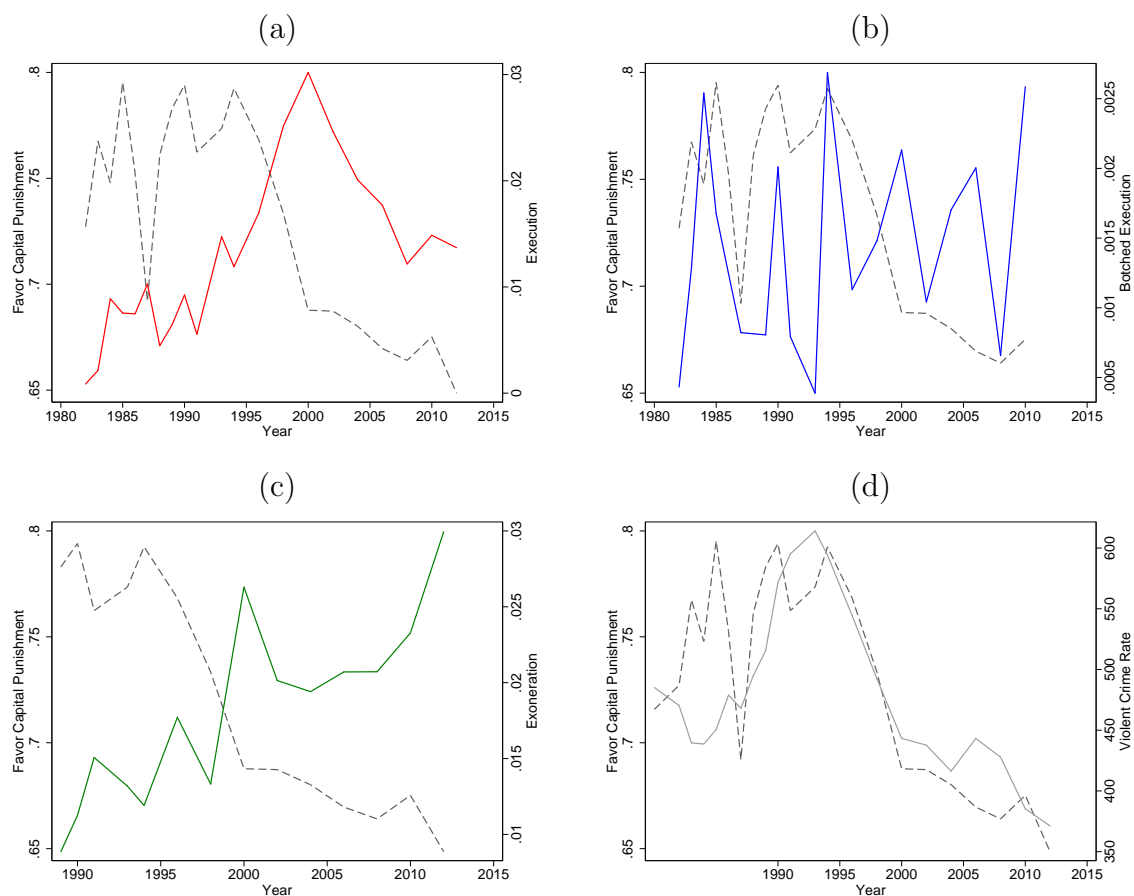 (a)
Favor Capital Punishment
.65 .7 .75 .8
0 .01 .02 .03
Execution
1980 1985 1990 1995 2000 2005 2010 2015
Year
(b)
Favor Capital Punishment
.65 .7 .75 .8
.0005 .001 .0015 .002 .0025
Botched Execution
1980 1985 1990 1995 2000 2005 2010 2015
Year
(c)
Favor Capital Punishment
.65 .7 .75 .8
.01 .015 .02 .025 .03
Exoneration
1990 1995 2000 2005 2010 2015
Year
(d)
Favor Capital Punishment
.65 .7 .75 .8
350 400 450 500 550 600
Violent Crime Rate
1990 1995 2000 2005 2010 2015
Year